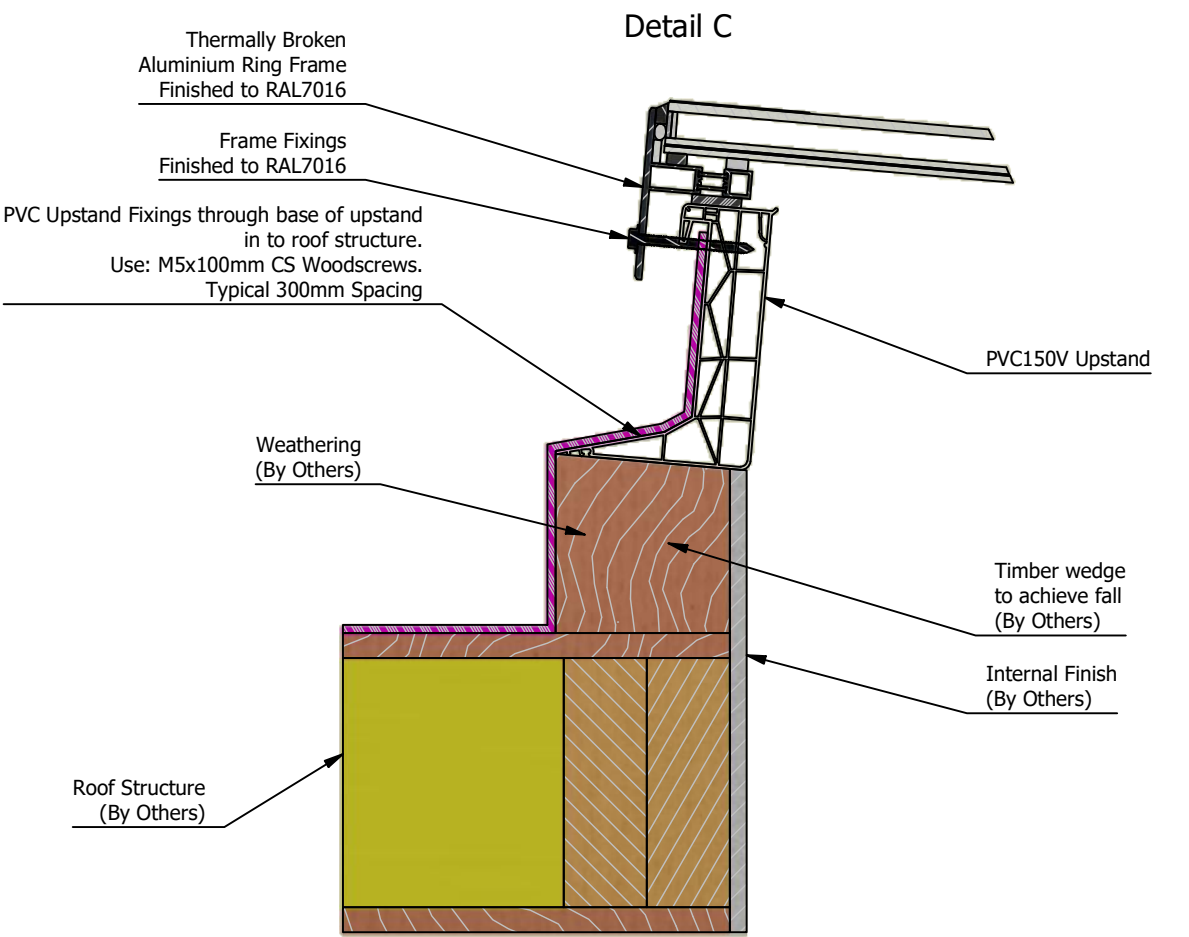 Detail C
Thermally Broken
Aluminium Ring Frame
Finished to RAL7016
Frame Fixings
Finished to RAL7016
PVC Upstand Fixings through base of upstand
in to roof structure.
Use: M5x100mm CS Woodscrews.
Typical 300mm Spacing
PVC150V Upstand
Weathering
(By Others)
Timber wedge
to achieve fall
(By Others)
Internal Finish
(By Others)
Roof Structure
(By Others)